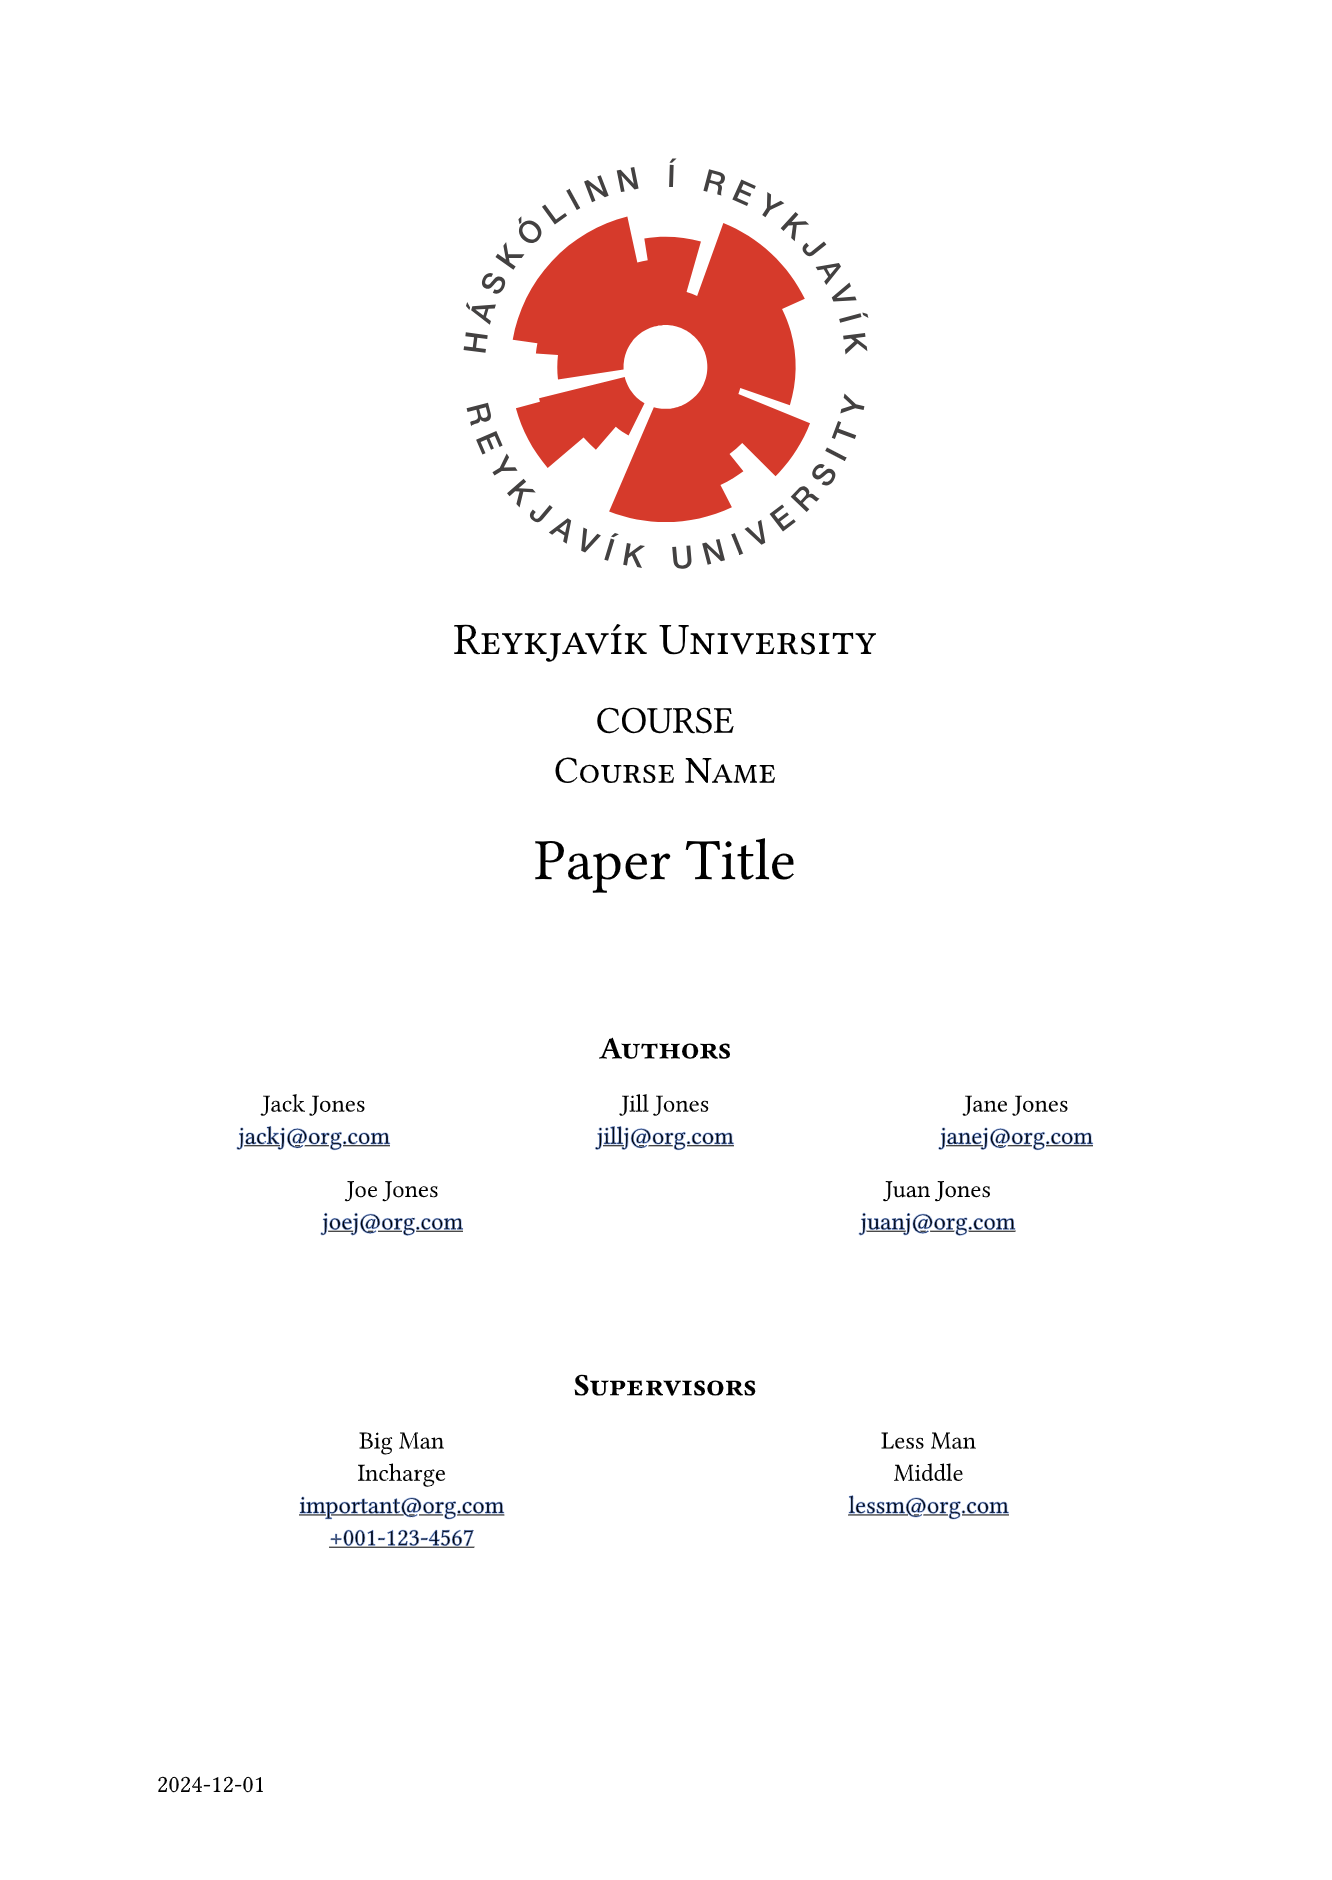 HÁSKÓLINN Í REYKJAVÍK
REYKJAVÍK UNIVERSITY
Reykjavík University
COURSE
Course Name
Paper Title
Authors
Jack Jones Jill Jones Jane Jones
jackj@org.com jillj@org.com janej@org.com
Joe Jones Juan Jones
joej@org.com juanj@org.com
Supervisors
Big Man Less Man
Incharge Middle
important@org.com lessm@org.com
+001-123-4567
2024-12-01